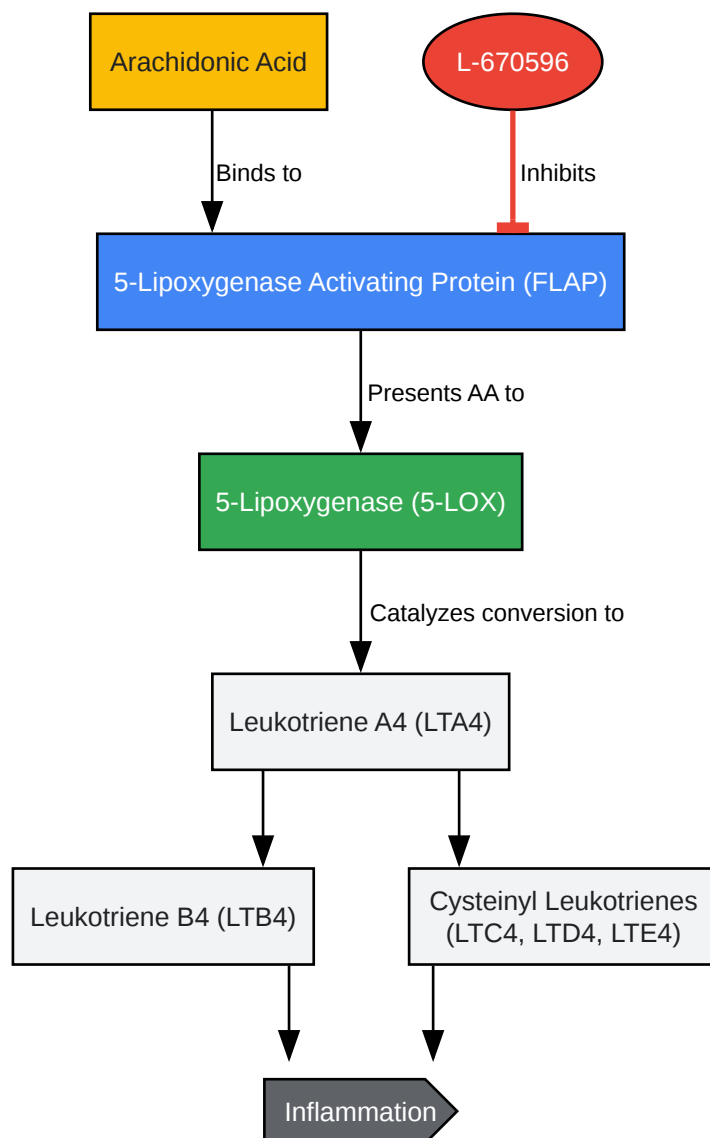 Arachidonic Acid
L-670596
Binds to
Inhibits
5-Lipoxygenase Activating Protein (FLAP)
Presents AA to
5-Lipoxygenase (5-LOX)
Catalyzes conversion to
Leukotriene A4 (LTA4)
Leukotriene B4 (LTB4)
Cysteinyl Leukotrienes
(LTC4, LTD4, LTE4)
Inflammation